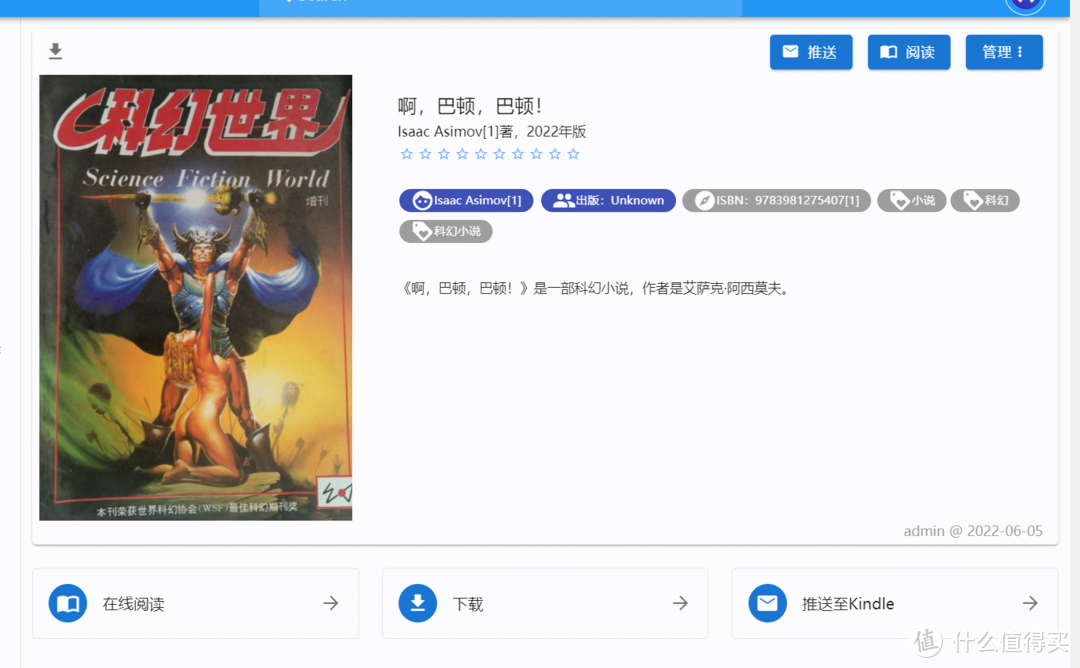 推送
阅读
管理
科幻世界
Science Fiction World
增刊
本刊荣获世界科幻协会(WSF)最佳科幻期刊奖
啊，巴顿，巴顿！
Isaac Asimov[1]著，2022年版
Isaac Asimov[1]
出版：Unknown
ISBN：9783981275407[1]
小说
科幻
科幻小说
《啊，巴顿，巴顿！》是一部科幻小说，作者是艾萨克·阿西莫夫。
admin @ 2022-06-05
在线阅读
下载
推送至Kindle
值 什么值得买